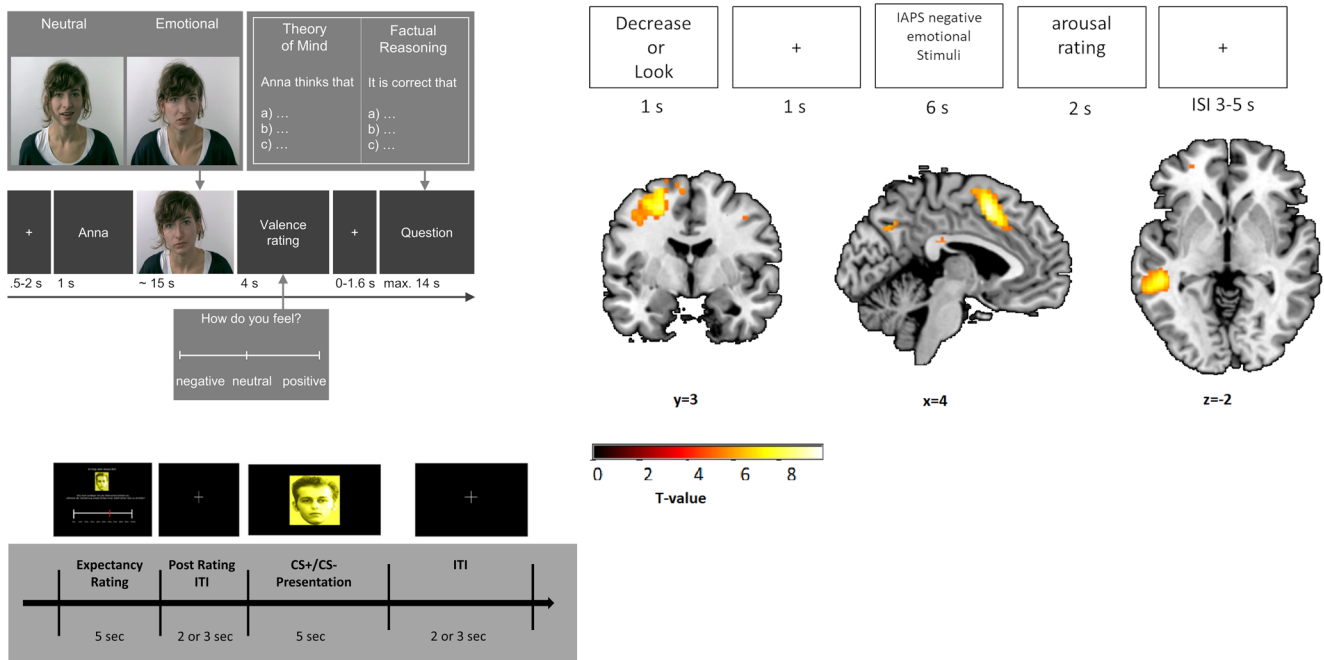 Neutral
Emotional
Theory
of Mind
Factual
Reasoning
Anna thinks that
It is correct that
a) ...
b) ...
c) ...
a) ...
b) ...
c) ...
+
Anna
Valence
rating
+
Question
.5-2 s
1 s
~ 15 s
4 s
0-1.6 s
max. 14 s
How do you feel?
negative
neutral
positive
Decrease
or
Look
+
IAPS negative
emotional
Stimuli
arousal
rating
+
1 s
1 s
6 s
2 s
ISI 3-5 s
y=3
x=4
z=-2
0 2 4 6 8
T-value
Expectancy
Rating
Post Rating
ITI
CS+/CS-
Presentation
ITI
5 sec
2 or 3 sec
5 sec
2 or 3 sec